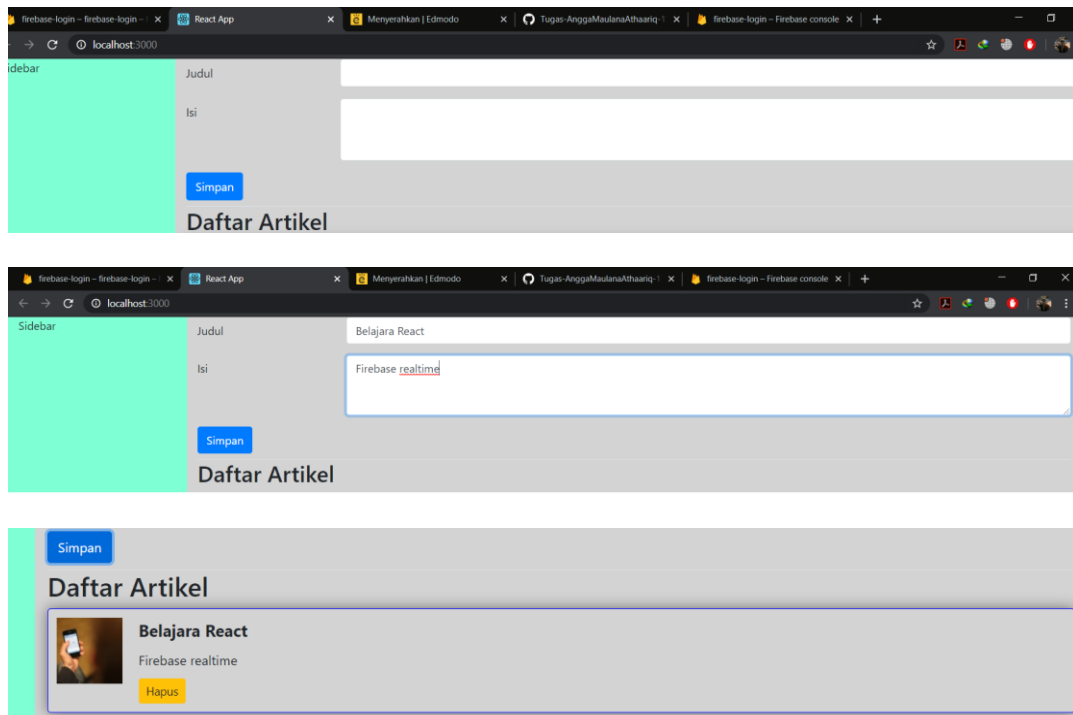 firebase-login – firebase-login – React App Menyerahkan | Edmodo Tugas-AnggaMaulanaAthaariq- firebase-login – Firebase console
localhost:3000
idebar
Judul
Isi
Simpan
Daftar Artikel
firebase-login – firebase-login – React App Menyerahkan | Edmodo Tugas-AnggaMaulanaAthaariq- firebase-login – Firebase console
localhost:3000
Sidebar
Judul Belajara React
Isi Firebase realtime
Simpan
Daftar Artikel
Simpan
Daftar Artikel
Belajara React
Firebase realtime
Hapus